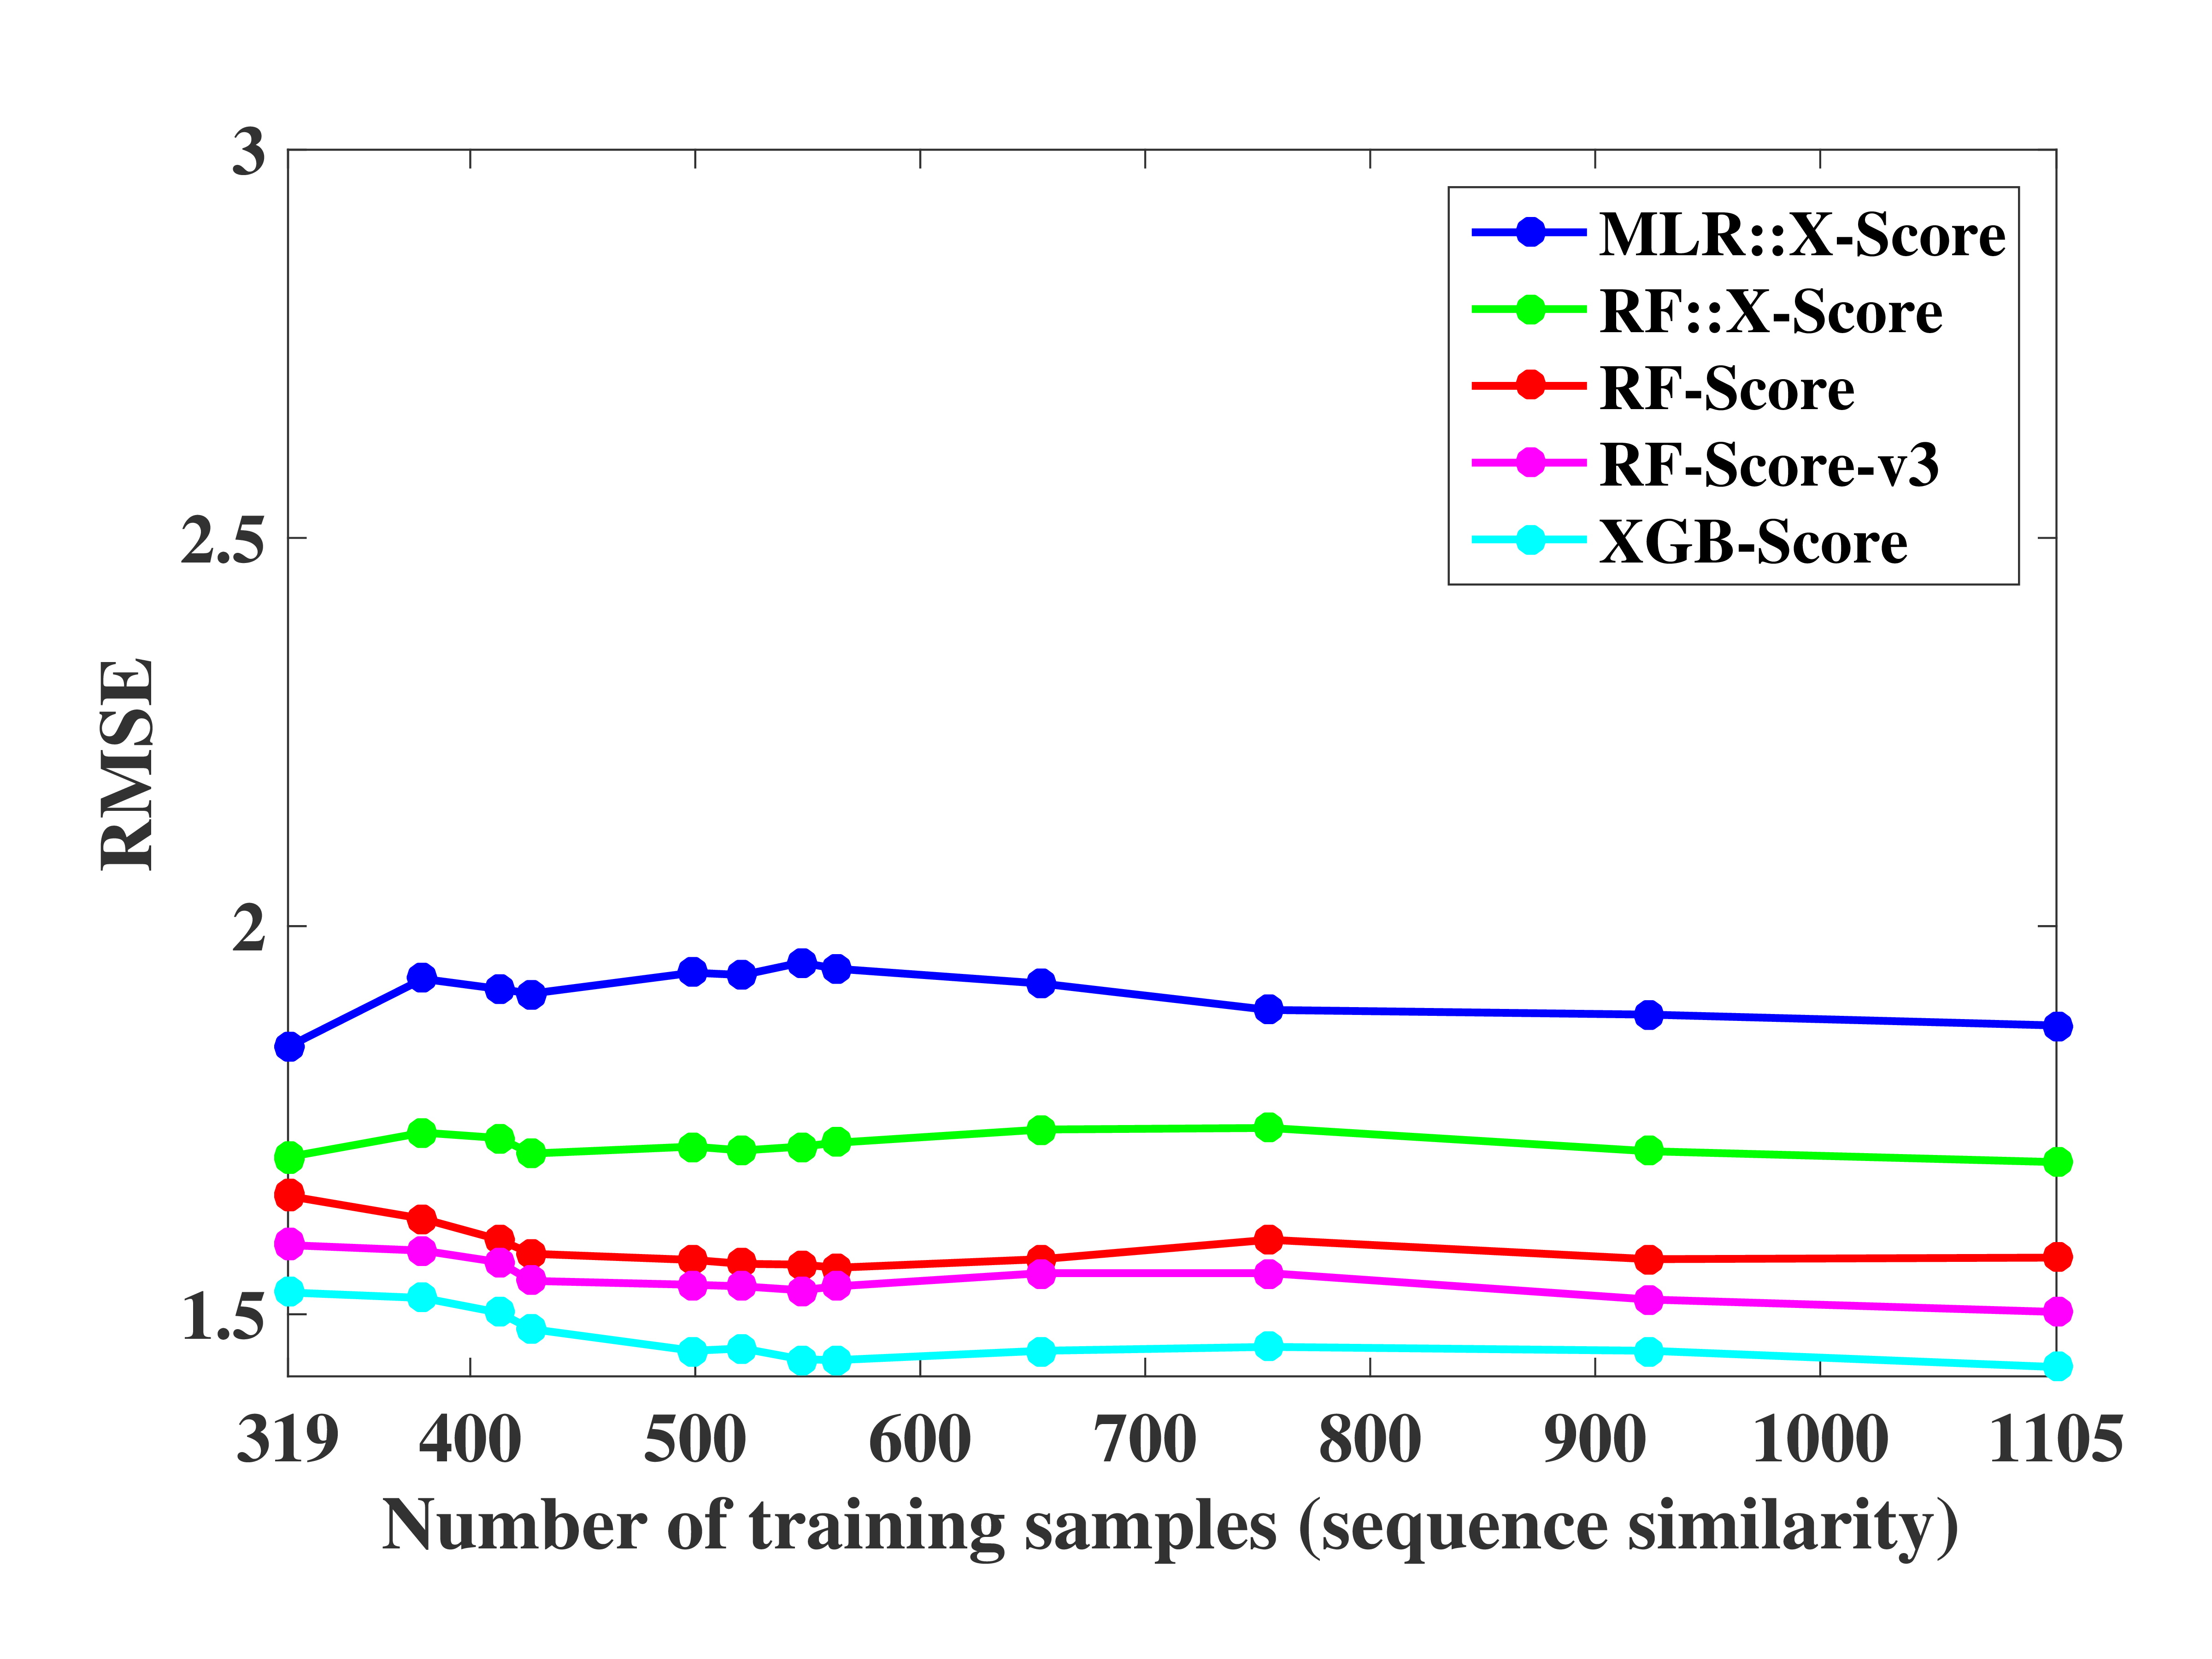 3
2.5
2
1.5
RMSE
MLR::X-Score
RF::X-Score
RF-Score
RF-Score-v3
XGB-Score
319 400 500 600 700 800 900 1000 1105
Number of training samples (sequence similarity)